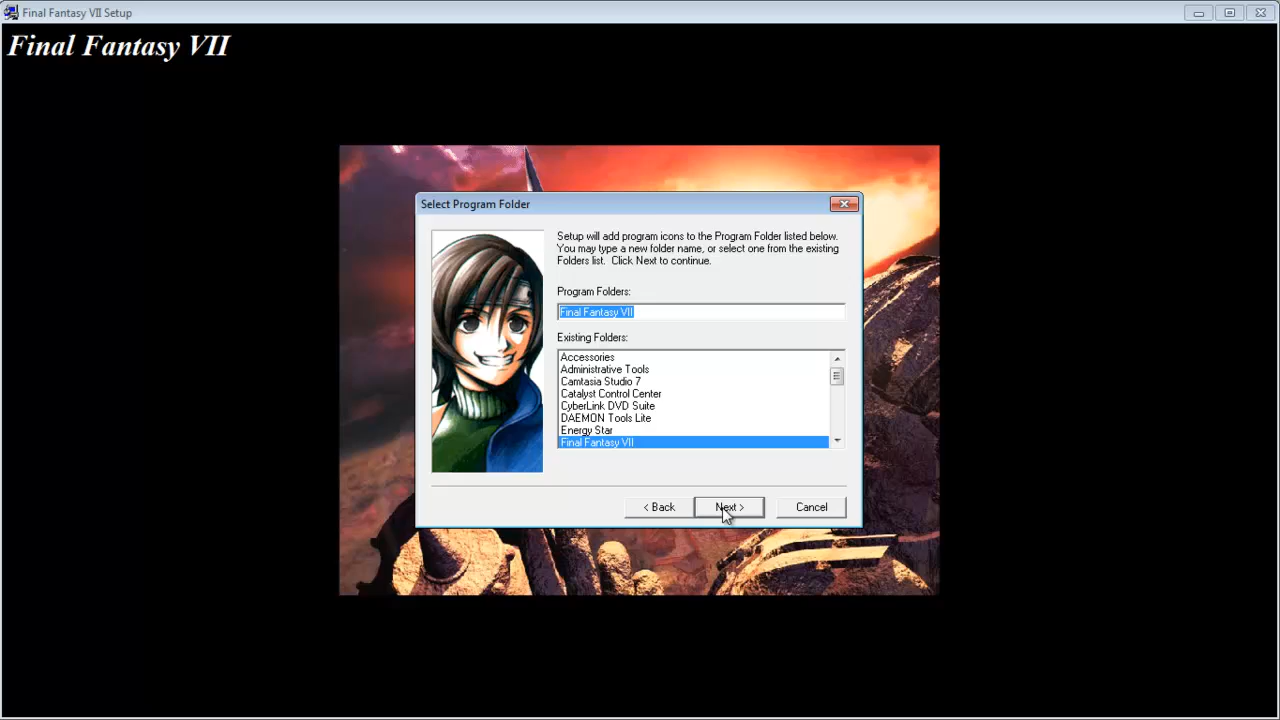 Final Fantasy VII Setup
Final Fantasy VII
Select Program Folder
Setup will add program icons to the Program Folder listed below.
You may type a new folder name, or select one from the existing
Folders list. Click Next to continue.
Program Folders:
Final Fantasy VII
Existing Folders:
Accessories
Administrative Tools
Camtasia Studio 7
Catalyst Control Center
CyberLink DVD Suite
DAEMON Tools Lite
Energy Star
Final Fantasy VII
< Back
Next >
Cancel